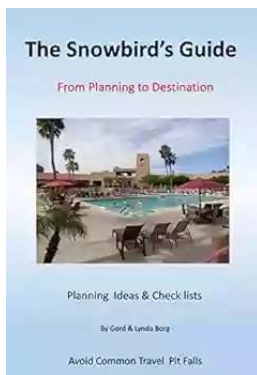 The Snowbird's Guide
From Planning to Destination
Planning Ideas & Check lists
By Gord & Lynda Borg
Avoid Common Travel Pit Falls